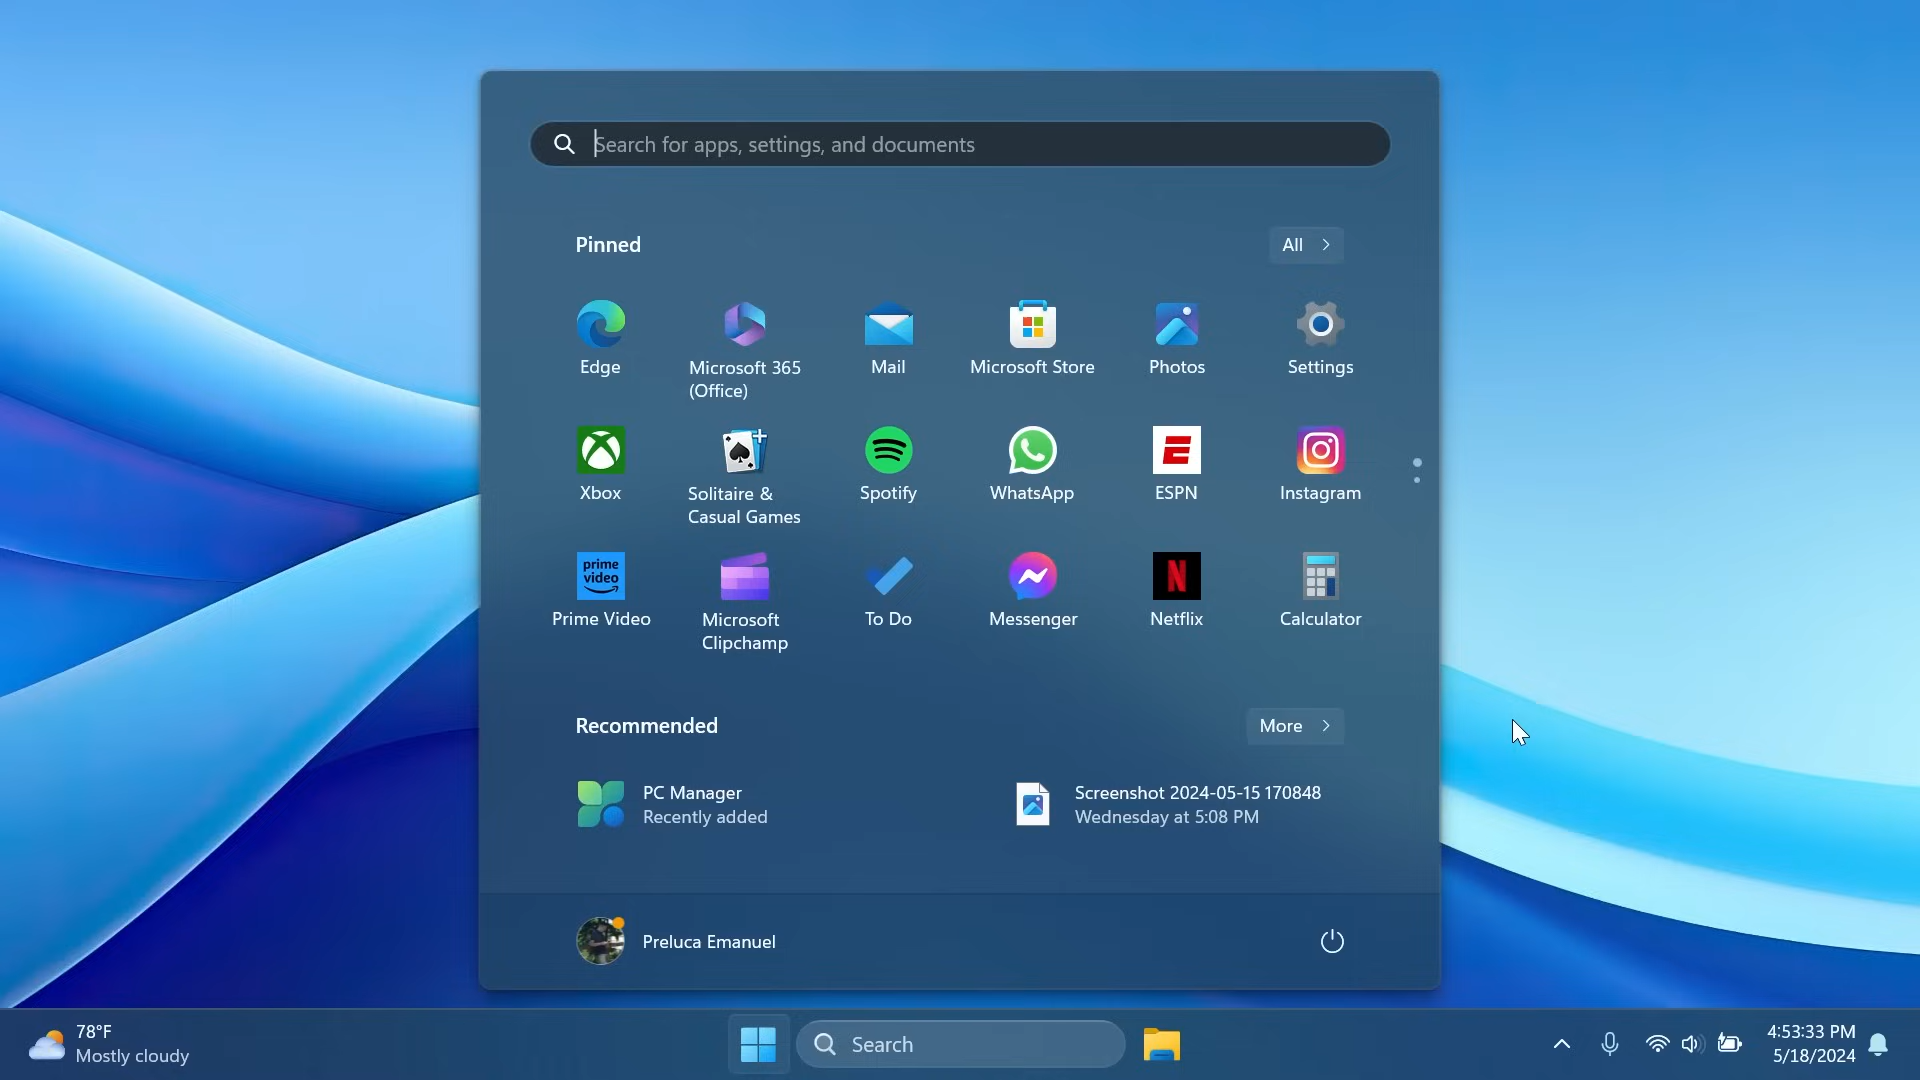 Search for apps, settings, and documents
Pinned
All
Edge
Microsoft 365
(Office)
Mail
Microsoft Store
Photos
Settings
Xbox
Solitaire &
Casual Games
Spotify
WhatsApp
ESPN
Instagram
prime
video
Prime Video
Microsoft
Clipchamp
To Do
Messenger
N
Netflix
Calculator
Recommended
More
PC Manager
Recently added
Screenshot 2024-05-15 170848
Wednesday at 5:08 PM
Preluca Emanuel
78°F
Mostly cloudy
Search
4:53:33 PM
5/18/2024